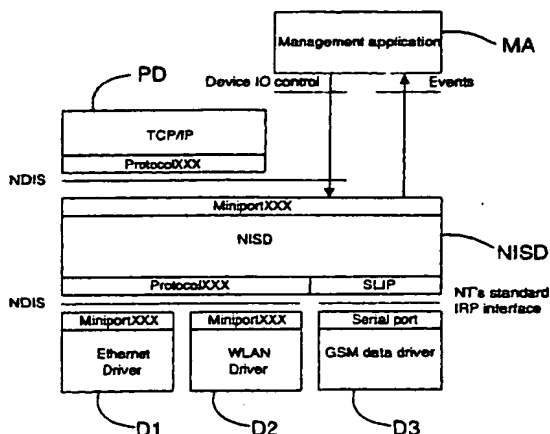 Management application
MA
PD
Device IO control
Events
TCP/IP
ProtocolXXX
NDIS
MiniportXXX
NISD
NISD
ProtocolXXX
SLIP
NDIS
NT's standard
IRP interface
MiniportXXX
MiniportXXX
Serial port
Ethernet
Driver
WLAN
Driver
GSM data driver
D1
D2
D3